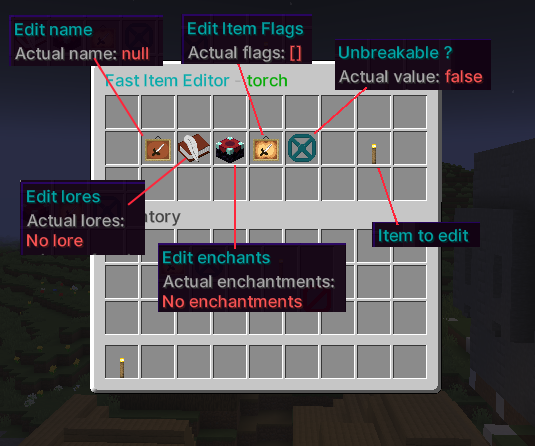 Edit name
Actual name: null
Edit Item Flags
Actual flags: []
Unbreakable ?
Actual value: false
Fast Item Editor - torch
Edit lores
Actual lores:
No lore
Item to edit
Edit enchants
Actual enchantments:
No enchantments